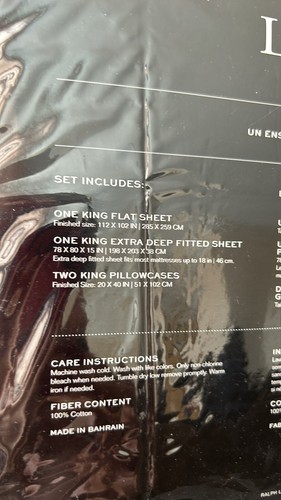 L
UN ENS
SET INCLUDES:
ONE KING FLAT SHEET
Finished size: 112 X 102 IN | 285 X 259 CM
ONE KING EXTRA DEEP FITTED SHEET
78 X 80 X 15 IN | 198 X 203 X 38 CM
Extra deep fitted sheet fits most mattresses up to 18 in | 46 cm.
TWO KING PILLOWCASES
Finished Size: 20 X 40 IN | 51 X 102 CM
CARE INSTRUCTIONS
Machine wash cold. Wash with like colors. Only non chlorine
bleach when needed. Tumble dry low remove promptly. Warm
iron if needed.
FIBER CONTENT
100% Cotton
MADE IN BAHRAIN
RALPH L